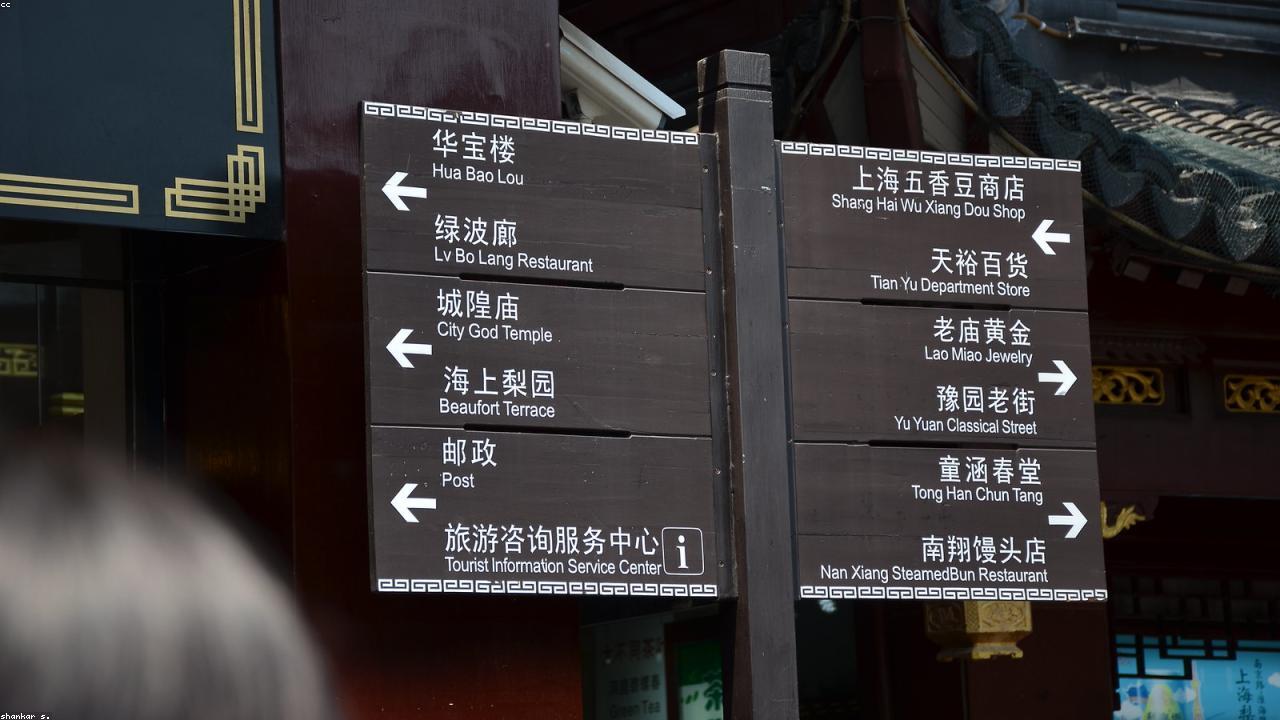 cc
华宝楼
Hua Bao Lou
绿波廊
Lv Bo Lang Restaurant
城隍庙
City God Temple
海上梨园
Beaufort Terrace
邮政
Post
旅游咨询服务中心
i
Tourist Information Service Center
上海五香豆商店
Shang Hai Wu Xiang Dou Shop
天裕百货
Tian Yu Department Store
老庙黄金
Lao Miao Jewelry
豫园老街
Yu Yuan Classical Street
童涵春堂
Tong Han Chun Tang
南翔馒头店
Nan Xiang SteamedBun Restaurant
Green Tea
shankar s.